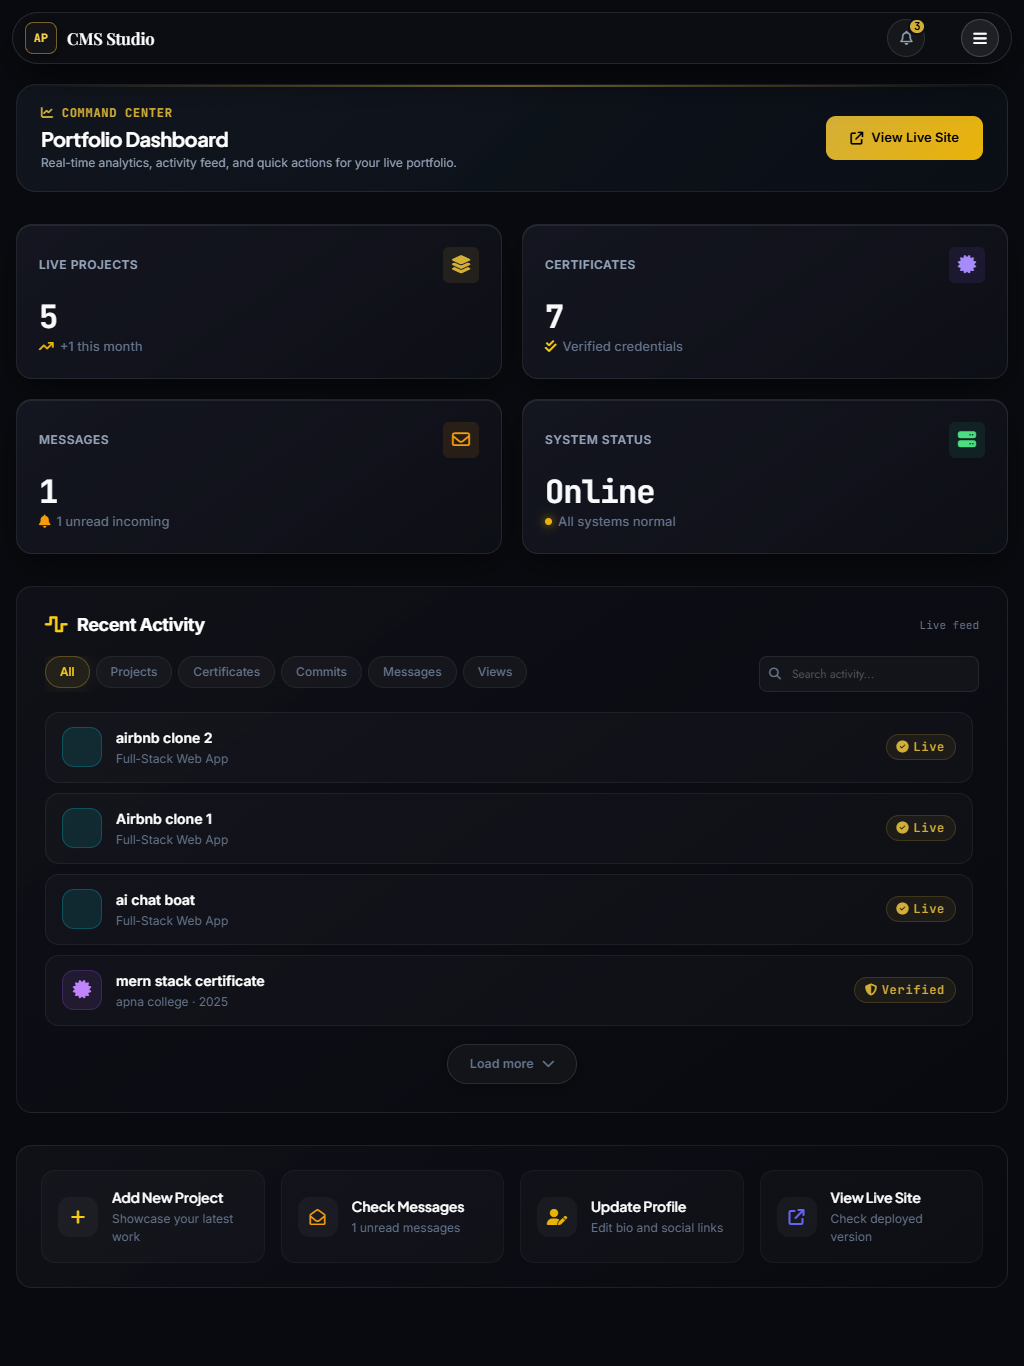 AP CMS Studio
3
COMMAND CENTER
Portfolio Dashboard
Real-time analytics, activity feed, and quick actions for your live portfolio.
View Live Site
LIVE PROJECTS
5
+1 this month
CERTIFICATES
7
Verified credentials
MESSAGES
1
1 unread incoming
SYSTEM STATUS
Online
All systems normal
Recent Activity
Live feed
All Projects Certificates Commits Messages Views
Search activity...
airbnb clone 2
Full-Stack Web App
Live
Airbnb clone 1
Full-Stack Web App
Live
ai chat boat
Full-Stack Web App
Live
mern stack certificate
apna college · 2025
Verified
Load more
Add New Project
Showcase your latest
work
Check Messages
1 unread messages
Update Profile
Edit bio and social links
View Live Site
Check deployed
version